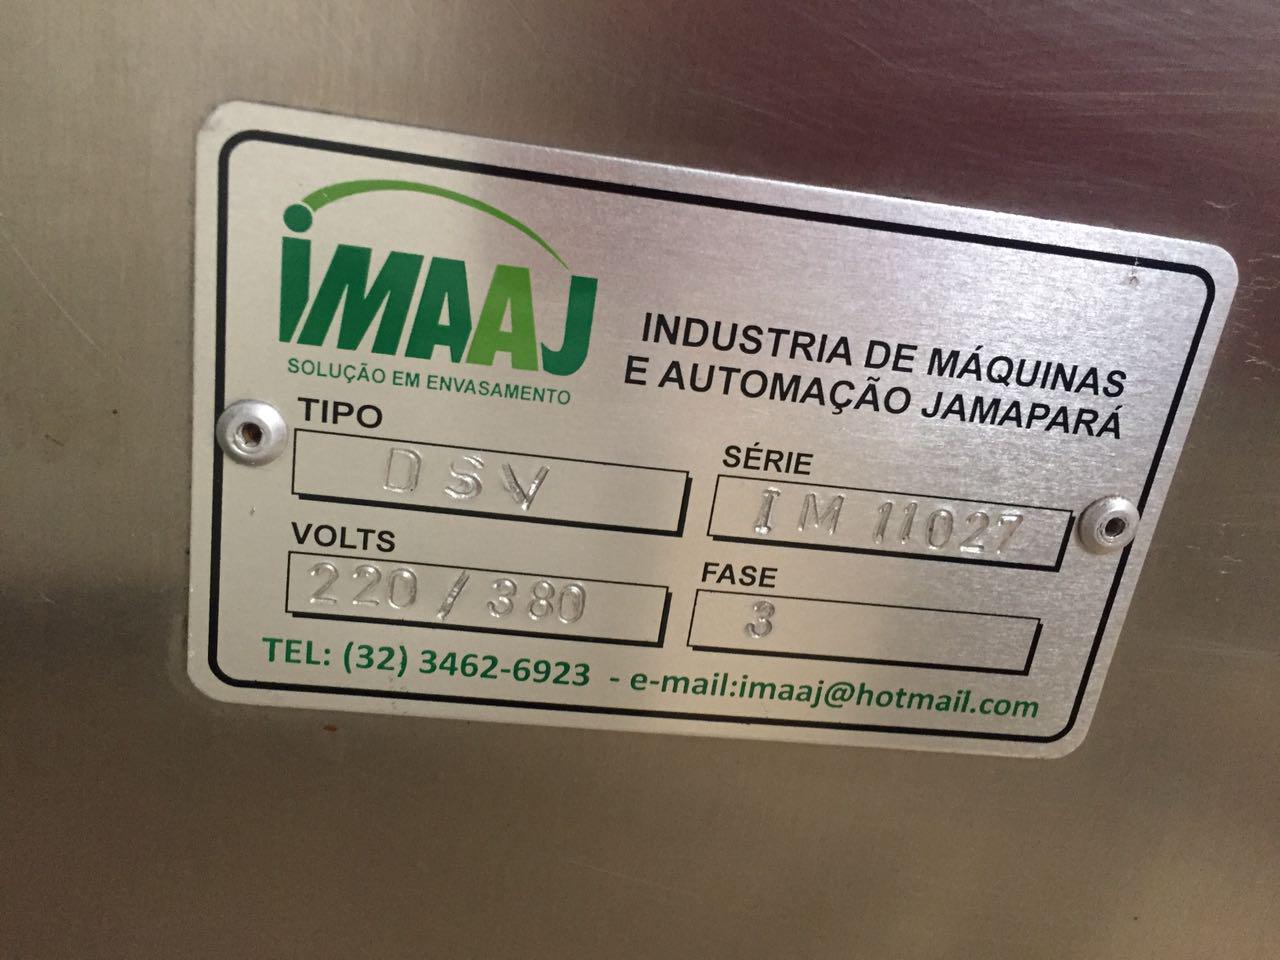 iMAAJ
SOLUÇÃO EM ENVASAMENTO
INDUSTRIA DE MÁQUINAS
E AUTOMAÇÃO JAMAPARÁ
TIPO
DSV
SÉRIE
IM 11027
VOLTS
220 / 380
FASE
3
TEL: (32) 3462-6923 - e-mail:imaaj@hotmail.com